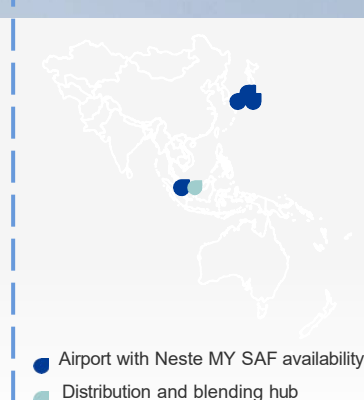 Airport with Neste MY SAF availability
Distribution and blending hub